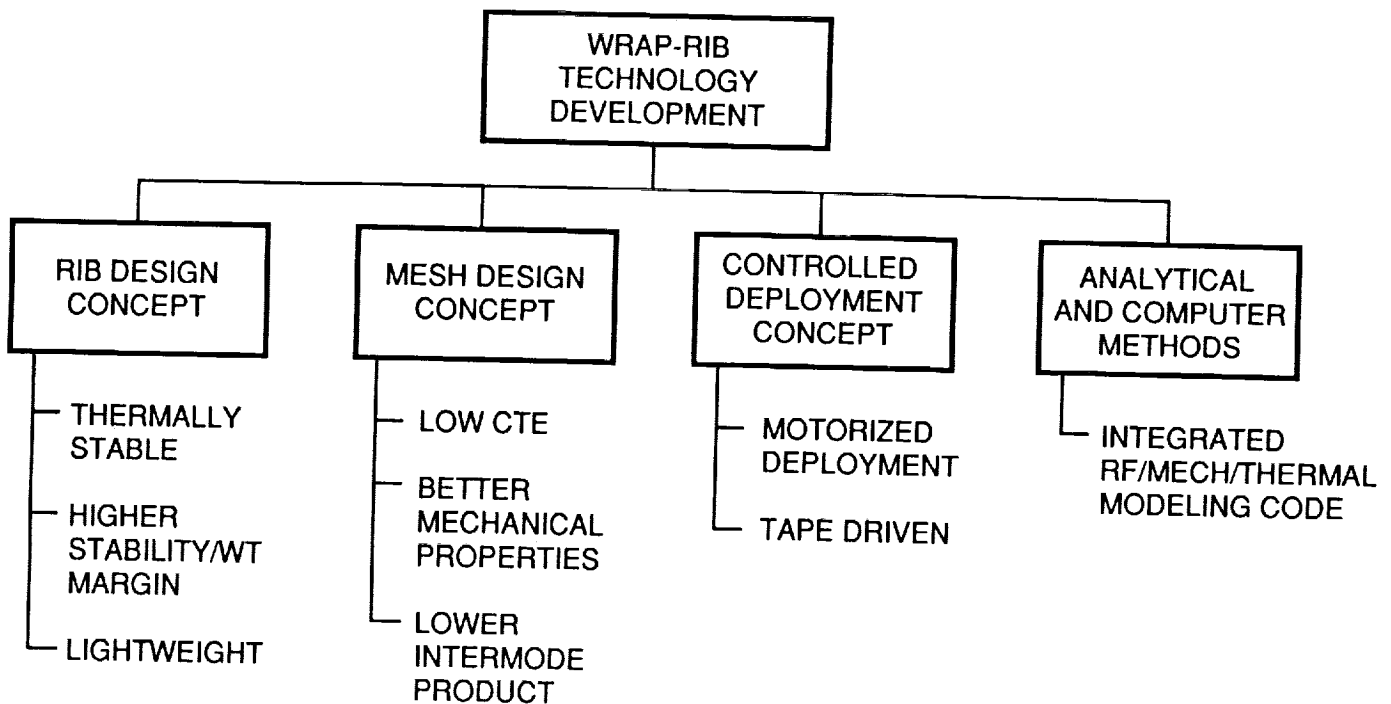 WRAP-RIB
TECHNOLOGY
DEVELOPMENT
RIB DESIGN
CONCEPT
THERMALLY
STABLE
HIGHER
STABILITY/WT
MARGIN
LIGHTWEIGHT
MESH DESIGN
CONCEPT
LOW CTE
BETTER
MECHANICAL
PROPERTIES
LOWER
INTERMODE
PRODUCT
CONTROLLED
DEPLOYMENT
CONCEPT
MOTORIZED
DEPLOYMENT
TAPE DRIVEN
ANALYTICAL
AND COMPUTER
METHODS
INTEGRATED
RF/MECH/THERMAL
MODELING CODE